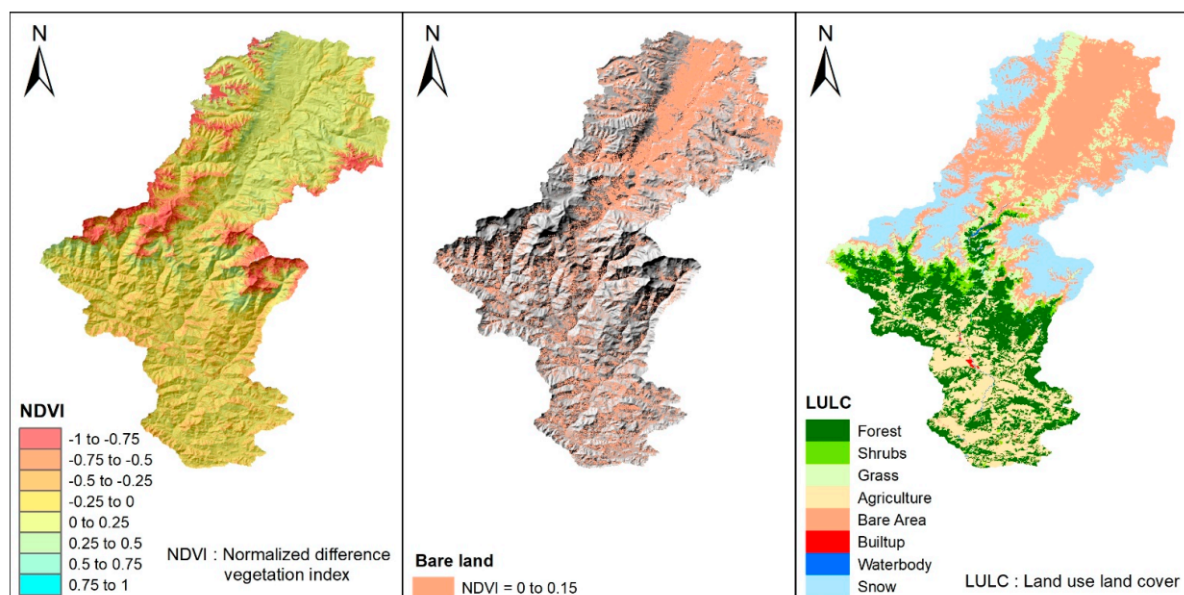 N
NDVI
-1 to -0.75
-0.75 to -0.5
-0.5 to -0.25
-0.25 to 0
0 to 0.25
0.25 to 0.5
0.5 to 0.75
0.75 to 1
NDVI : Normalized difference
vegetation index
N
Bare land
NDVI = 0 to 0.15
N
LULC
Forest
Shrubs
Grass
Agriculture
Bare Area
Builtup
Waterbody
Snow
LULC : Land use land cover